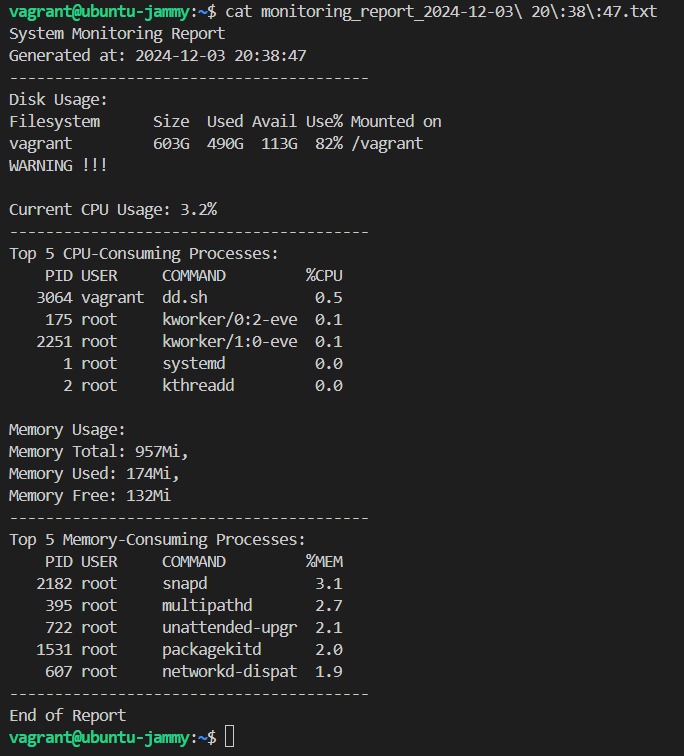 vagrant@ubuntu-jammy:~$ cat monitoring_report_2024-12-03\ 20\:38\:47.txt
System Monitoring Report
Generated at: 2024-12-03 20:38:47
----------------------------------------
Disk Usage:
Filesystem      Size  Used Avail Use% Mounted on
vagrant         603G  490G  113G  82% /vagrant
WARNING !!!

Current CPU Usage: 3.2%
----------------------------------------
Top 5 CPU-Consuming Processes:
    PID USER     COMMAND         %CPU
   3064 vagrant  dd.sh            0.5
    175 root     kworker/0:2-eve  0.1
   2251 root     kworker/1:0-eve  0.1
      1 root     systemd          0.0
      2 root     kthreadd         0.0

Memory Usage:
Memory Total: 957Mi,
Memory Used: 174Mi,
Memory Free: 132Mi
----------------------------------------
Top 5 Memory-Consuming Processes:
    PID USER     COMMAND         %MEM
   2182 root     snapd            3.1
    395 root     multipathd       2.7
    722 root     unattended-upgr  2.1
   1531 root     packagekitd      2.0
    607 root     networkd-dispat  1.9
----------------------------------------
End of Report
vagrant@ubuntu-jammy:~$